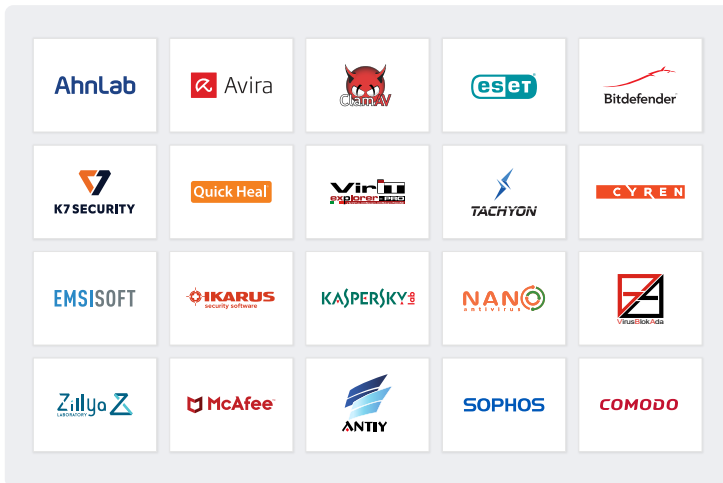 AhnLab
Avira
ClamAV
eseT
Bitdefender
K7 SECURITY
Quick Heal
VirIT
explorer PRO
TACHYON
CYREN
EMSISOFT
IKARUS
security software
KASPERSKY lab
NANO
antivirus
VirusBlokAda
Zillya
LABORATORY
McAfee
ANTIY
SOPHOS
COMODO